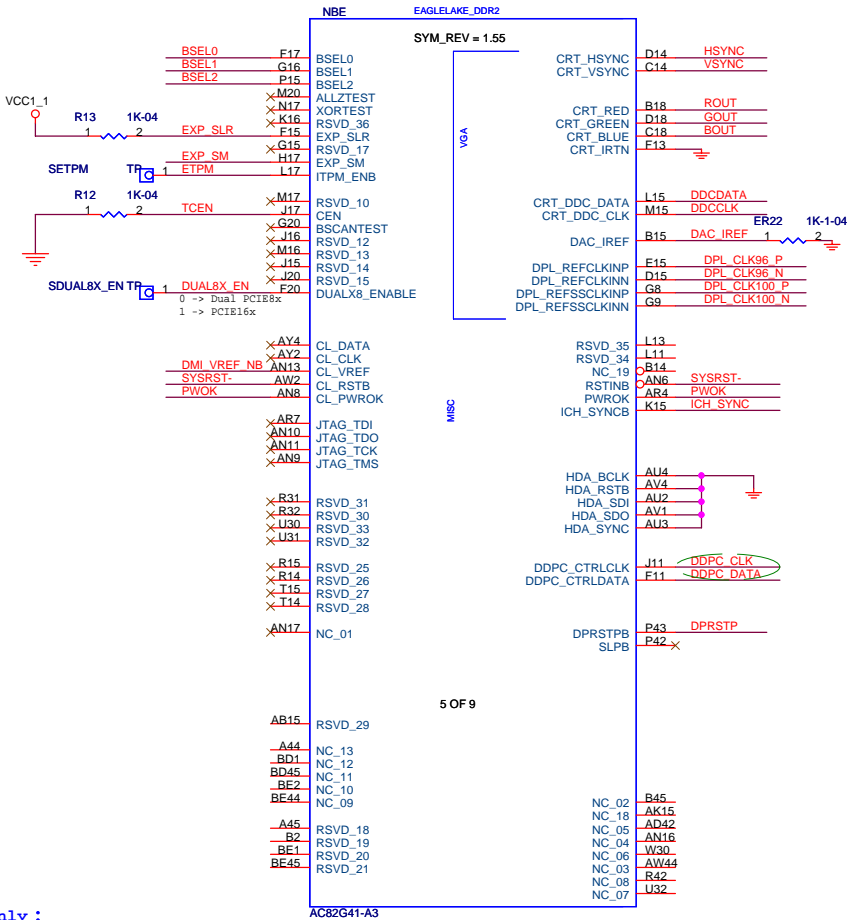 NBE EAGLELAKE_DDR2
SYM_REV = 1.55
BSEL0 F17 BSEL0
BSEL1 G16 BSEL1
BSEL2 P15 BSEL2
M20 ALLZTEST
N17 XORTEST
K16 RSVD_36
VCC1_1
R13 1K-04
1 2 EXP_SLR F15 EXP_SLR
G15 RSVD_17
EXP_SM H17 EXP_SM
SETPM TP 1 ETPM L17 ITPM_ENB
M17 RSVD_10
R12 1K-04
1 2 TCEN J17 CEN
G20 BSCANTEST
J16 RSVD_12
M16 RSVD_13
J15 RSVD_14
J20 RSVD_15
SDUAL8X_EN TP 1 DUAL8X_EN F20 DUALX8_ENABLE
0 -> Dual PCIE8x
1 -> PCIE16x
AY4 CL_DATA
AY2 CL_CLK
DMI_VREF_NB AN13 CL_VREF
SYSRST- AW2 CL_RSTB
PWOK AN8 CL_PWROK
AR7 JTAG_TDI
AN10 JTAG_TDO
AN11 JTAG_TCK
AN9 JTAG_TMS
R31 RSVD_31
R32 RSVD_30
U30 RSVD_33
U31 RSVD_32
R15 RSVD_25
R14 RSVD_26
T15 RSVD_27
T14 RSVD_28
AN17 NC_01
AB15 RSVD_29
A44 NC_13
BD1 NC_12
BD45 NC_11
BE2 NC_10
BE44 NC_09
A45 RSVD_18
B2 RSVD_19
BE1 RSVD_20
BE45 RSVD_21
VGA
MISC
5 OF 9
CRT_HSYNC D14 HSYNC
CRT_VSYNC C14 VSYNC
CRT_RED B18 ROUT
CRT_GREEN D18 GOUT
CRT_BLUE C18 BOUT
CRT_IRTN F13
CRT_DDC_DATA L15 DDCDATA
CRT_DDC_CLK M15 DDCCLK
ER22 1K-1-04
DAC_IREF B15 DAC_IREF 1 2
DPL_REFCLKINP E15 DPL_CLK96_P
DPL_REFCLKINN D15 DPL_CLK96_N
DPL_REFSSCLKINP G8 DPL_CLK100_P
DPL_REFSSCLKINN G9 DPL_CLK100_N
RSVD_35 L13
RSVD_34 L11
NC_19 B14
RSTINB AN6 SYSRST-
PWROK AR4 PWOK
ICH_SYNCB K15 ICH_SYNC
HDA_BCLK AU4
HDA_RSTB AV4
HDA_SDI AU2
HDA_SDO AV1
HDA_SYNC AU3
DDPC_CTRLCLK J11 DDPC_CLK
DDPC_CTRLDATA F11 DDPC_DATA
DPRSTPB P43 DPRSTP
SLPB P42
NC_02 B45
NC_18 AK15
NC_05 AD42
NC_04 AN16
NC_06 W30
NC_03 AW44
NC_08 R42
NC_07 U32
AC82G41-A3